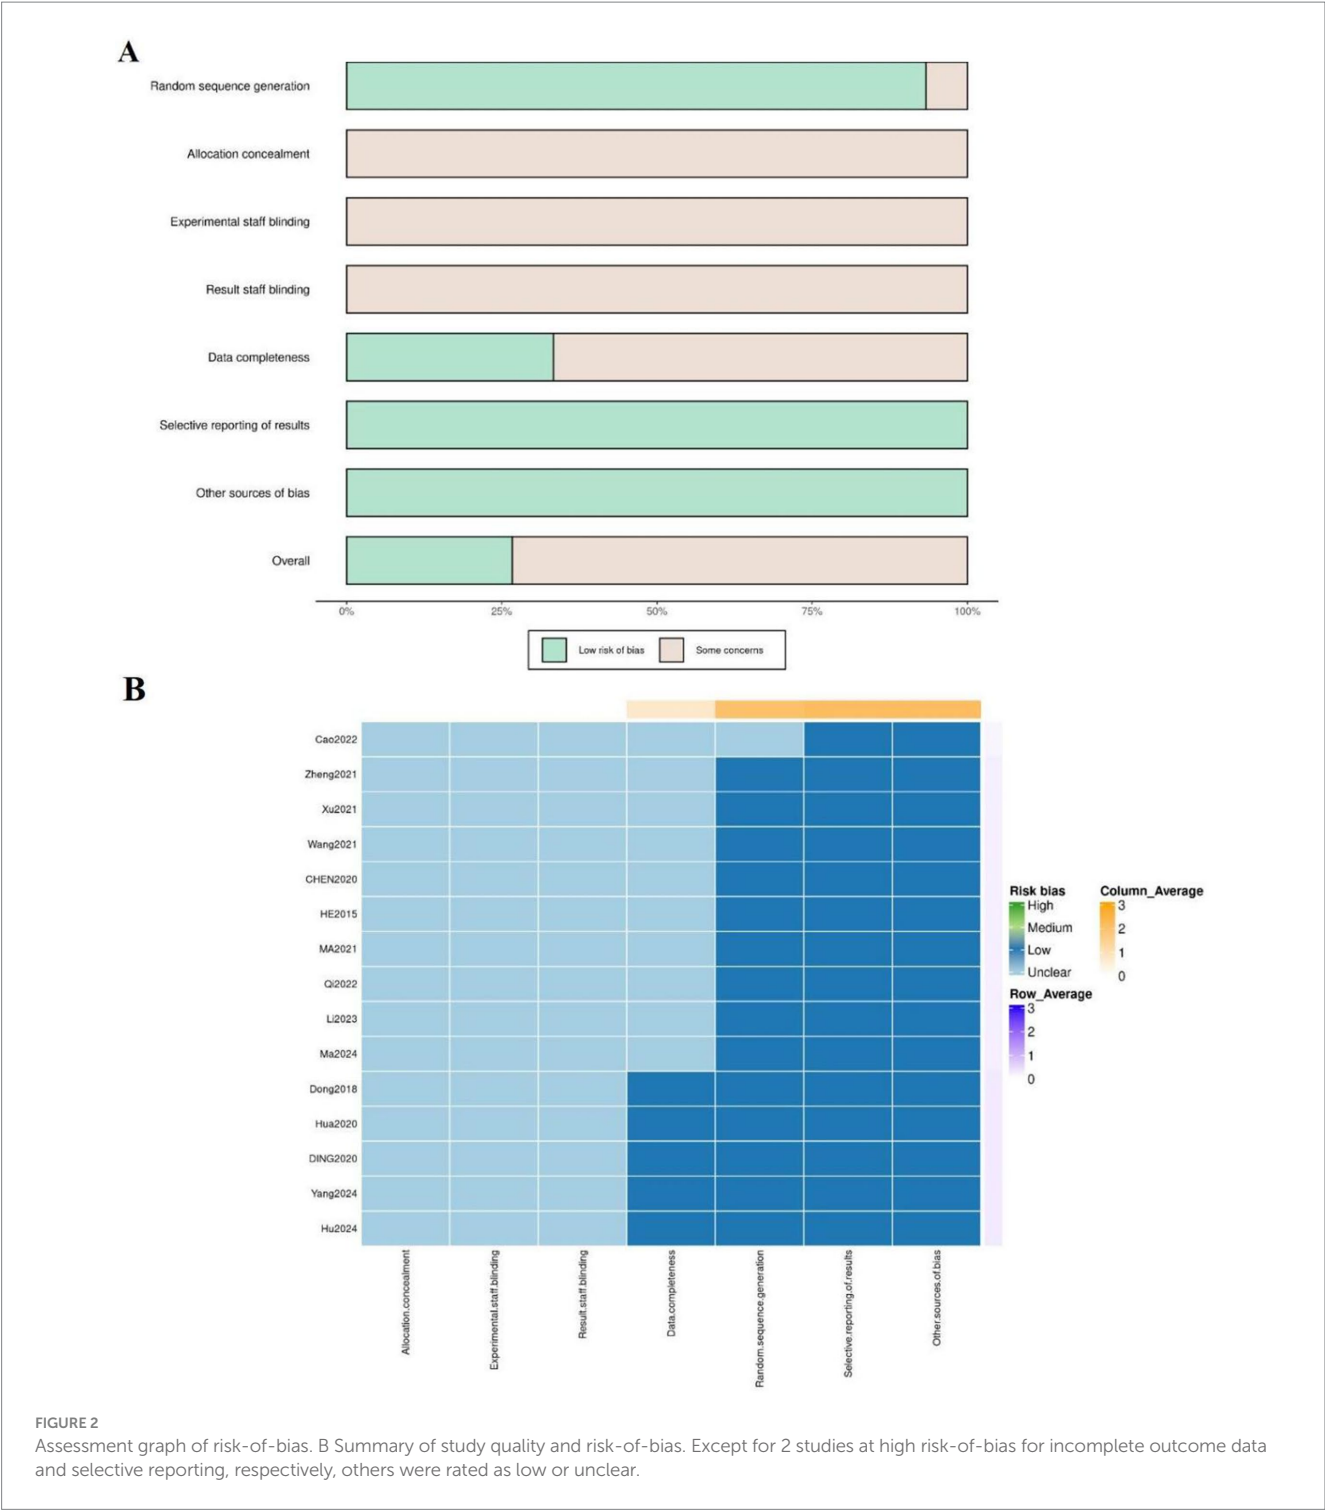 A
Random sequence generation
Allocation concealment
Experimental staff blinding
Result staff blinding
Data completeness
Selective reporting of results
Other sources of bias
Overall
0% 25% 50% 75% 100%
Low risk of bias Some concerns
B
Cao2022
Zheng2021
Xu2021
Wang2021
CHEN2020
HE2015
MA2021
Qi2022
Li2023
Ma2024
Dong2018
Hua2020
DING2020
Yang2024
Hu2024
Allocation.concealment
Experimental.staff.blinding
Result.staff.blinding
Data.completeness
Random.sequence.generation
Selective.reporting.of.results
Other.sources.of.bias
Risk bias
High
Medium
Low
Unclear
Column_Average
3
2
1
0
Row_Average
3
2
1
0
FIGURE 2
Assessment graph of risk-of-bias. B Summary of study quality and risk-of-bias. Except for 2 studies at high risk-of-bias for incomplete outcome data
and selective reporting, respectively, others were rated as low or unclear.